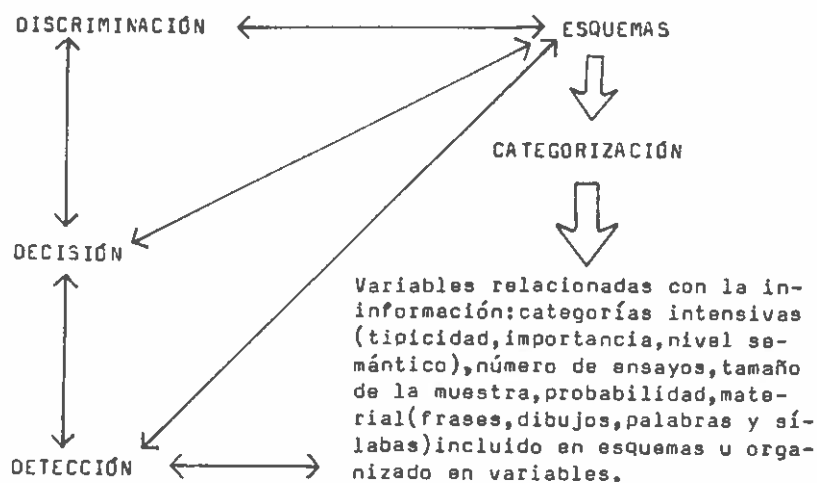 DISCRIMINACIÓN
ESQUEMAS
CATEGORIZACIÓN
DECISIÓN
Variables relacionadas con la in-
información:categorías intensivas
(tipicidad,importancia,nivel se-
mántico),número de ensayos,tamaño
de la muestra,probabilidad,mate-
rial(frases,dibujos,palabras y sí-
labas)incluido en esquemas u orga-
nizado en variables.
DETECCIÓN